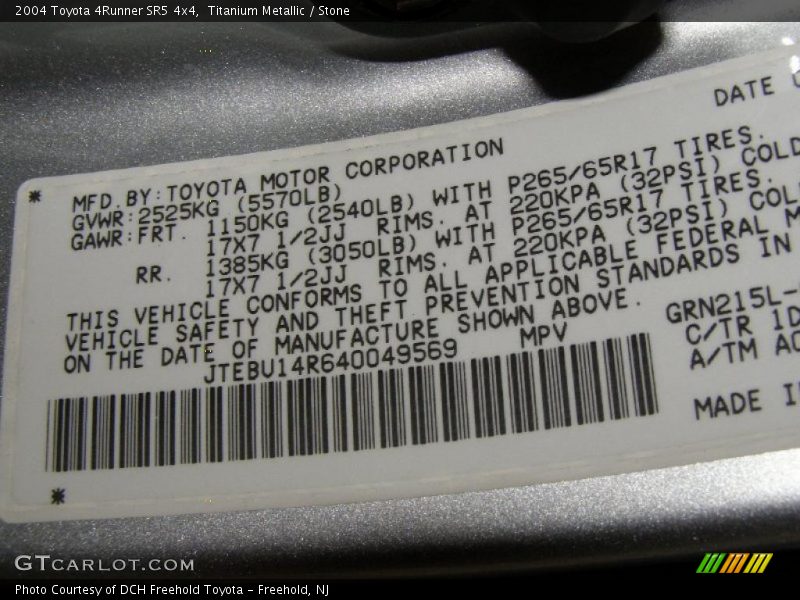 2004 Toyota 4Runner SR5 4x4, Titanium Metallic / Stone
DATE
* MFD.BY:TOYOTA MOTOR CORPORATION
GVWR:2525KG (5570LB)
GAWR:FRT. 1150KG (2540LB) WITH P265/65R17 TIRES.
17X7 1/2JJ RIMS. AT 220KPA (32PSI) COLD
RR. 1385KG (3050LB) WITH P265/65R17 TIRES.
17X7 1/2JJ RIMS. AT 220KPA (32PSI) COL
THIS VEHICLE CONFORMS TO ALL APPLICABLE FEDERAL M
VEHICLE SAFETY AND THEFT PREVENTION STANDARDS IN
ON THE DATE OF MANUFACTURE SHOWN ABOVE.
JTEBU14R640049569 MPV
GRN215L-
C/TR 1D
A/TM A0
MADE I
*
GTCARLOT.COM
Photo Courtesy of DCH Freehold Toyota - Freehold, NJ